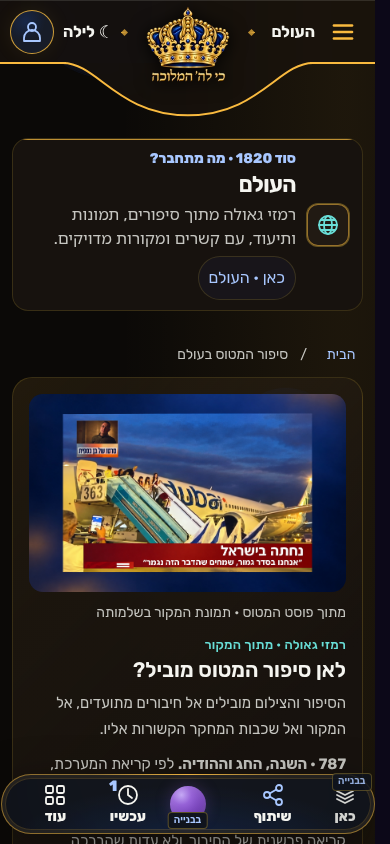 העולם
☾ לילה
כי לה' המלוכה
סוד 1820 • מה מתחבר?
העולם
רמזי גאולה מתוך סיפורים, תמונות
ותיעוד, עם קשרים ומקורות מדויקים.
כאן • העולם
הבית / סיפור המטוס בעולם
363
dubai
נחתה בישראל
"אנחנו בסדר גמור, שמחים שהדבר הזה נגמר"
מתוך פוסט המטוס • תמונת המקור בשלמותה
רמזי גאולה • מתוך המקור
לאן סיפור המטוס מוביל?
הסיפור והצילום מובילים אל חיבורים מתועדים, אל
המקור ואל שכבות המחקר הקשורות אליו.
787 • השנה, החג וההודיה. לפי קריאת המערכת,
בבנייה
כאן
שיתוף
בבנייה
1
עכשיו
עוד